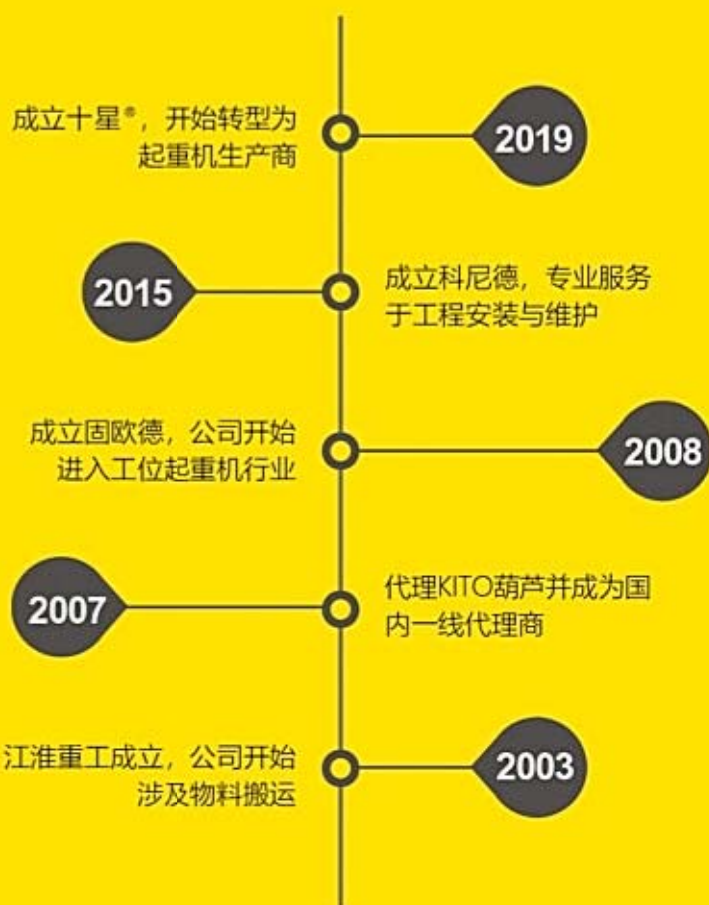 成立十星®，开始转型为
起重机生产商
2019
2015
成立科尼德，专业服务
于工程安装与维护
成立固欧德，公司开始
进入工位起重机行业
2008
2007
代理KITO葫芦并成为国
内一线代理商
江淮重工成立，公司开始
涉及物料搬运
2003